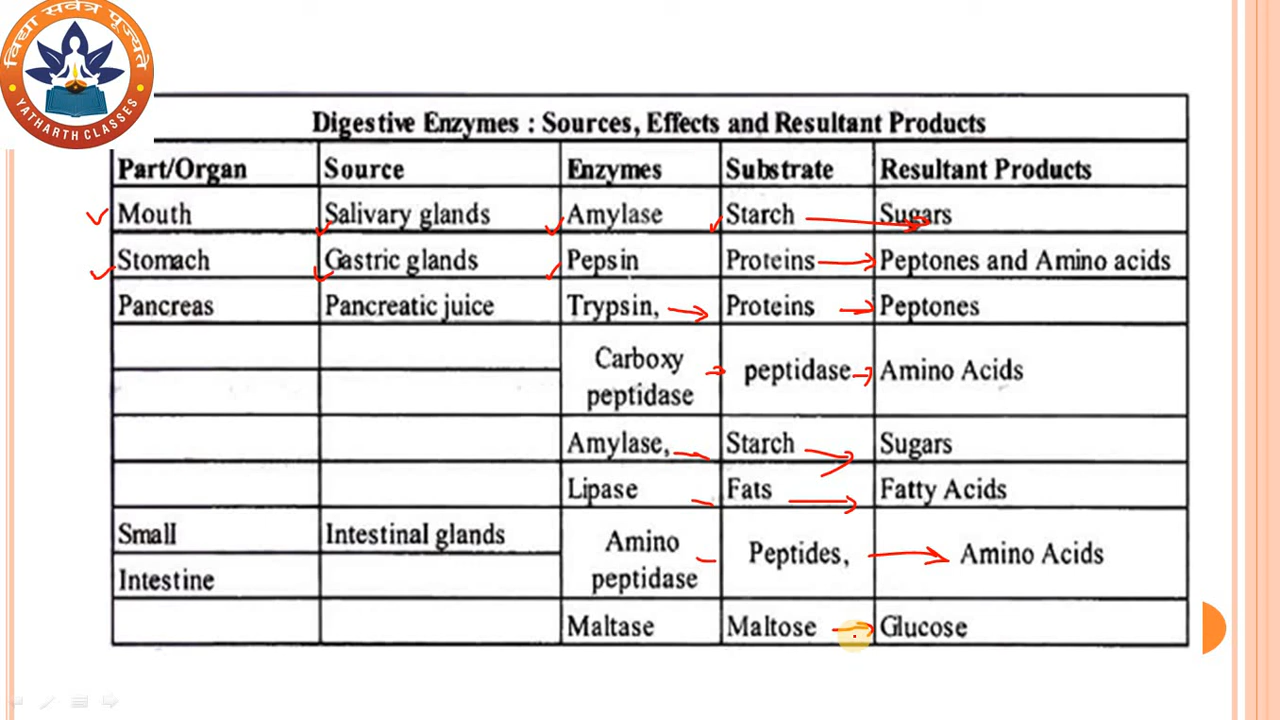 विद्या सर्वत्र पूज्यते
YATHARTH CLASSES
Digestive Enzymes : Sources, Effects and Resultant Products
Part/Organ Source Enzymes Substrate Resultant Products
Mouth Salivary glands Amylase Starch Sugars
Stomach Gastric glands Pepsin Proteins Peptones and Amino acids
Pancreas Pancreatic juice Trypsin, Proteins Peptones
Carboxy
peptidase peptidase Amino Acids
Amylase, Starch Sugars
Lipase Fats Fatty Acids
Small Intestinal glands Amino
peptidase Peptides, Amino Acids
Intestine
Maltase Maltose Glucose